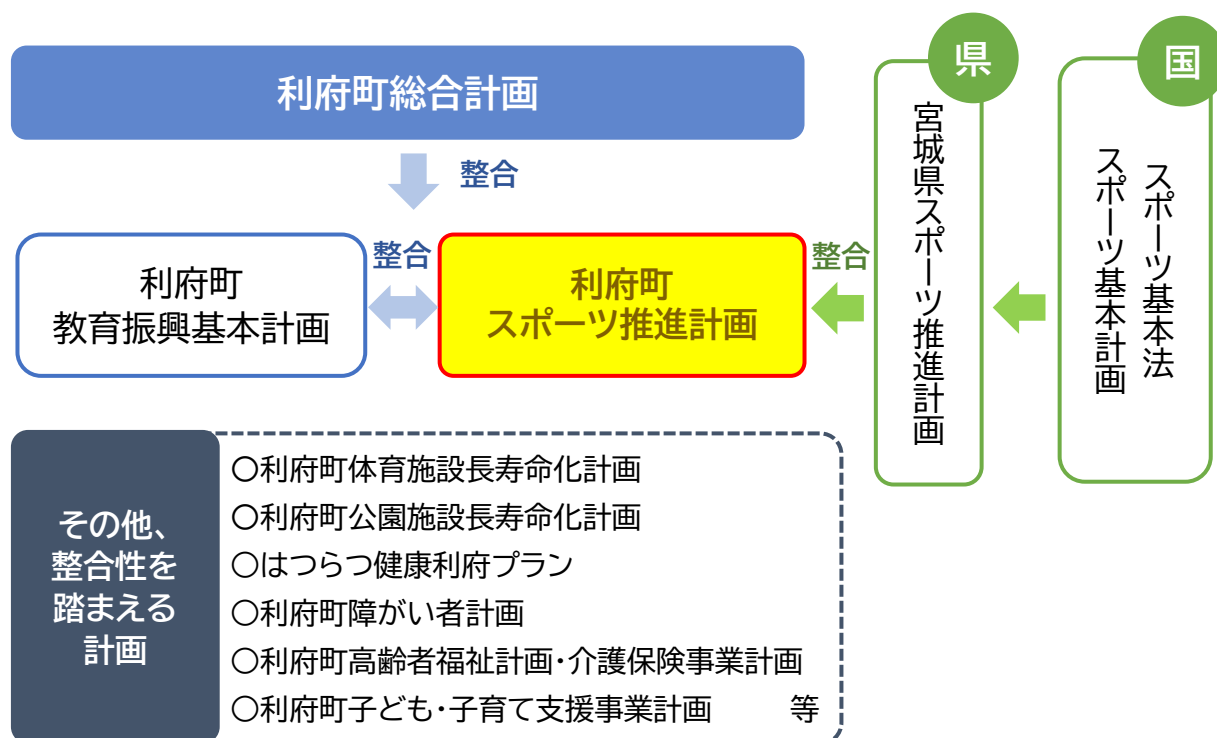 利府町総合計画
整合
利府町
教育振興基本計画
整合
利府町
スポーツ推進計画
整合
県
宮城県スポーツ推進計画
国
スポーツ基本法
スポーツ基本計画
その他、
整合性を
踏まえる
計画
○利府町体育施設長寿命化計画
○利府町公園施設長寿命化計画
○はつらつ健康利府プラン
○利府町障がい者計画
○利府町高齢者福祉計画・介護保険事業計画
○利府町子ども・子育て支援事業計画　　等